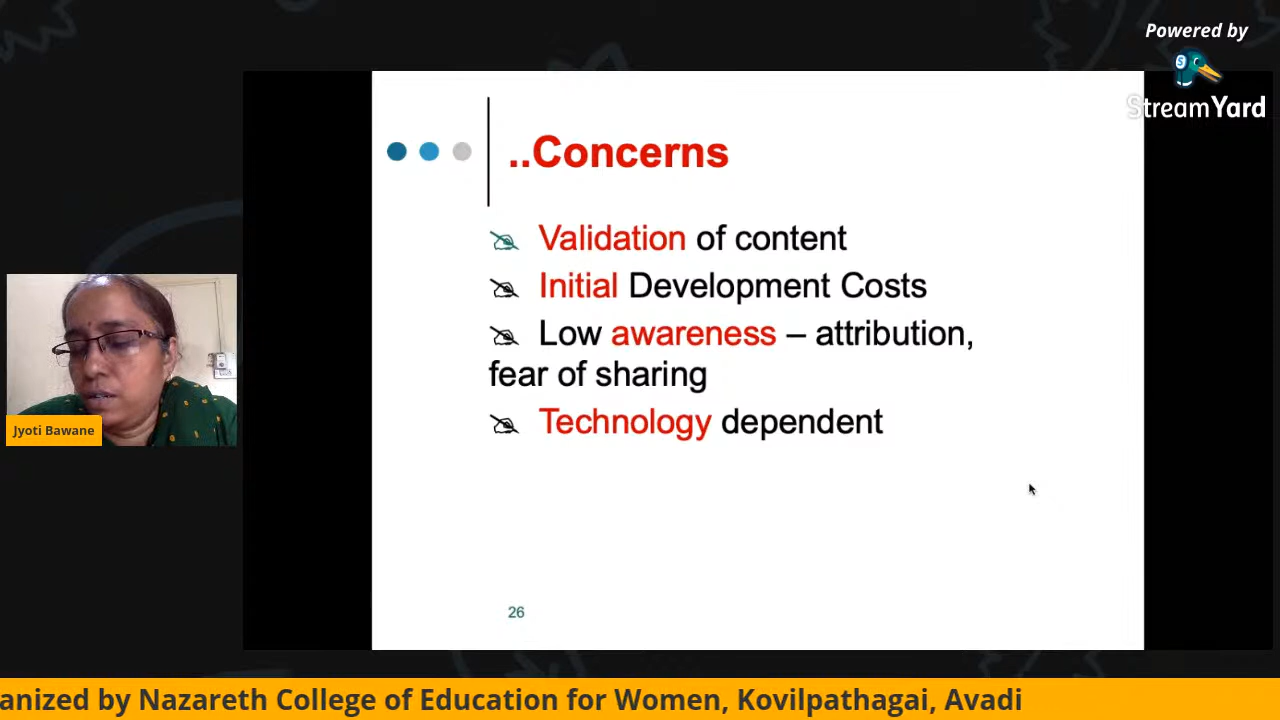 Powered by
StreamYard
..Concerns
Validation of content
Initial Development Costs
Low awareness – attribution,
fear of sharing
Technology dependent
26
Jyoti Bawane
anized by Nazareth College of Education for Women, Kovilpathagai, Avadi